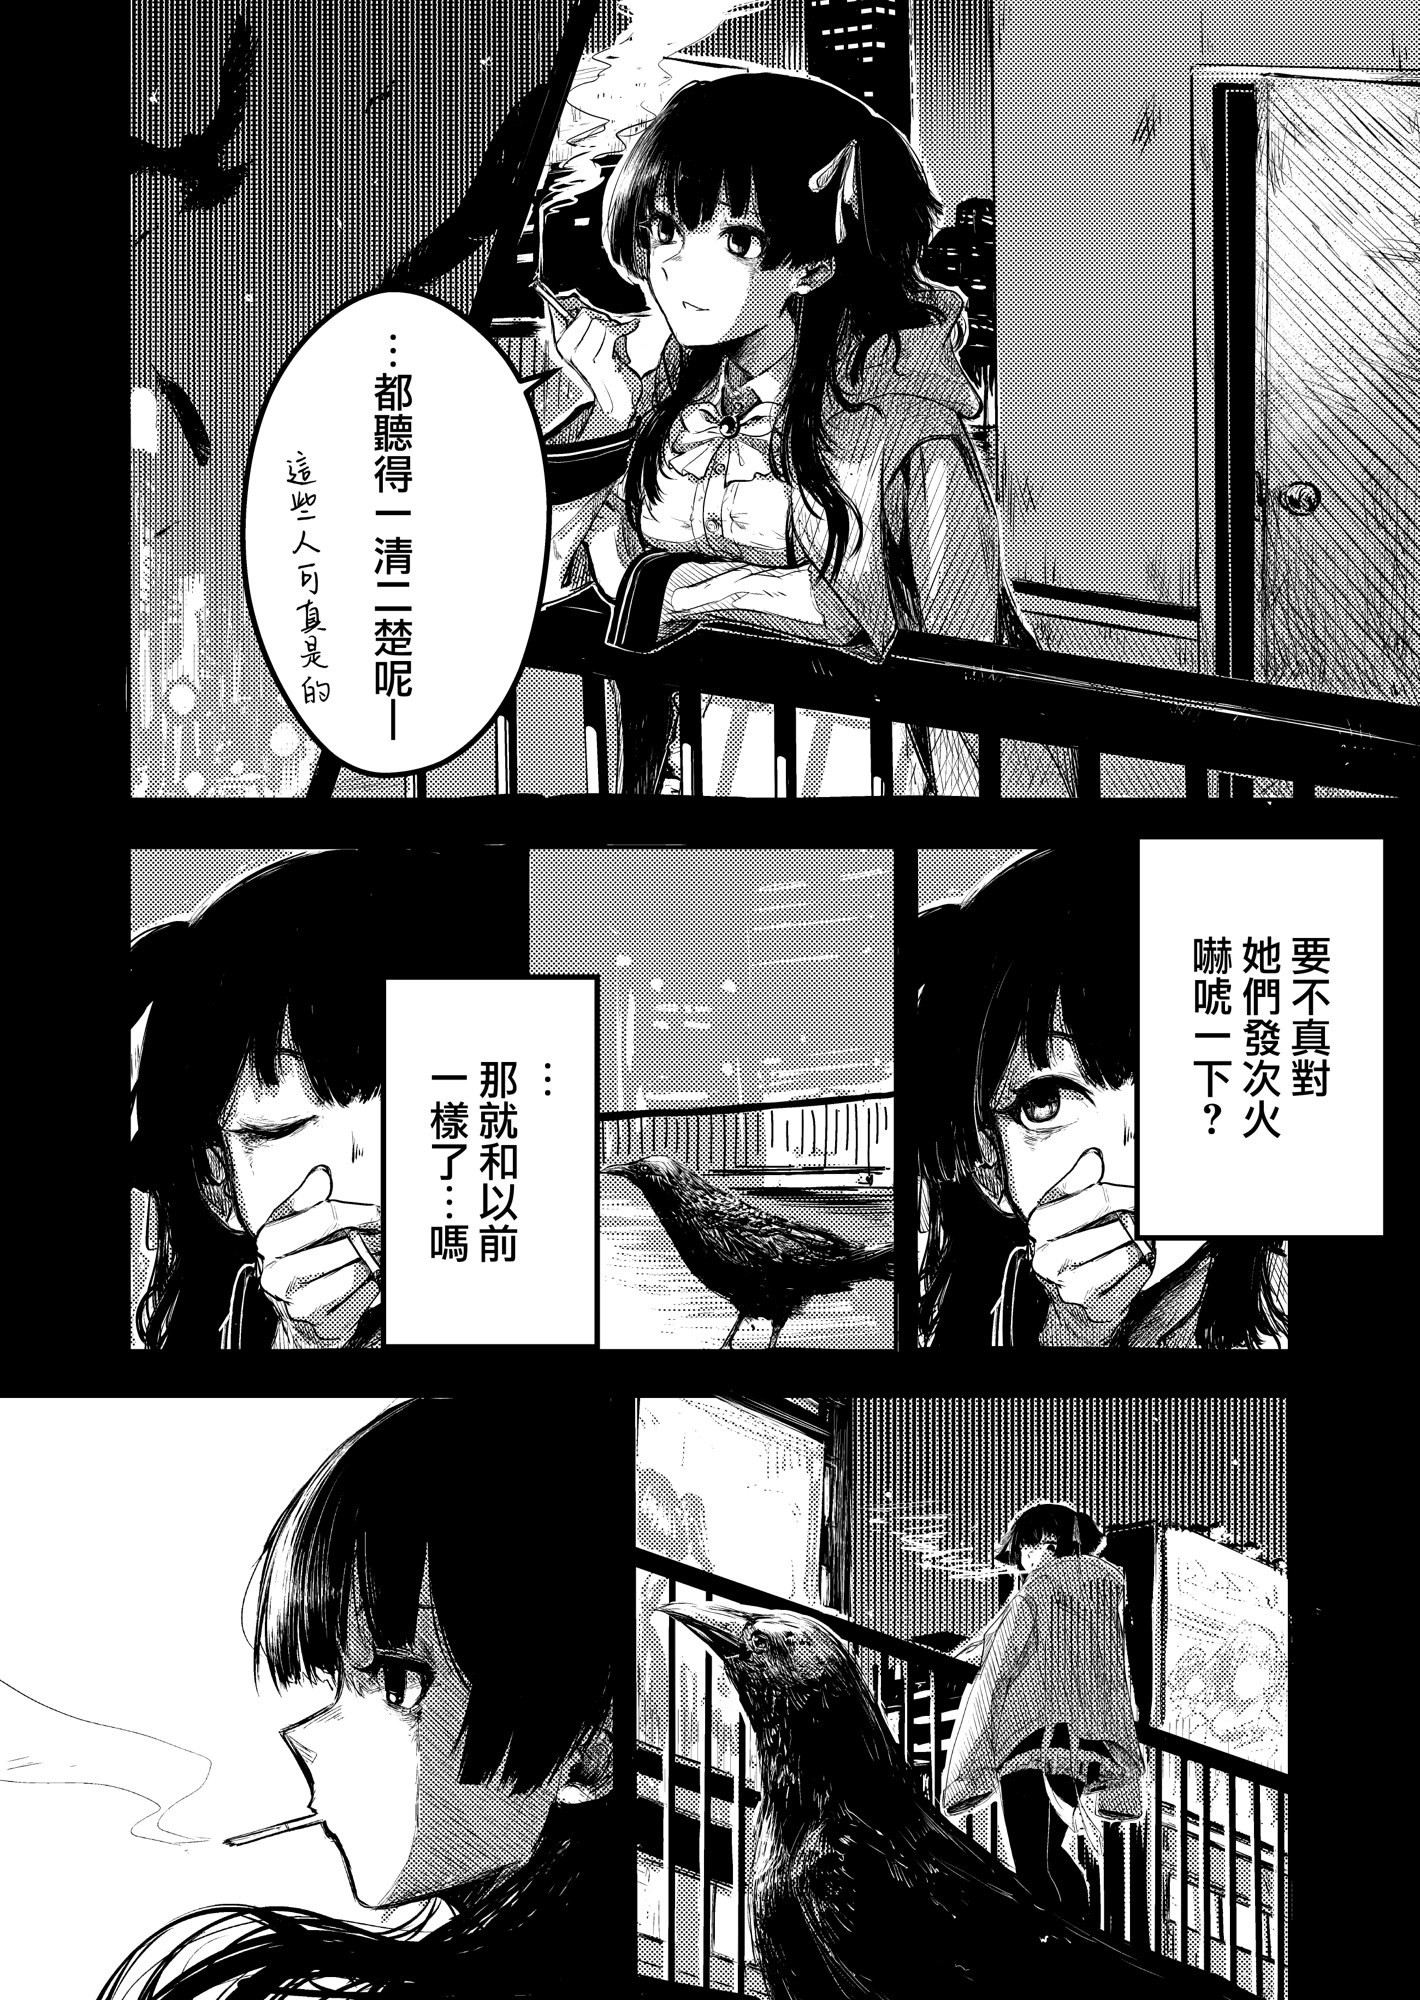 …都聽得一清二楚呢—
這些人可真是的
要不真對
她們發次火
嚇唬一下?
…
那就和以前
一樣了…嗎